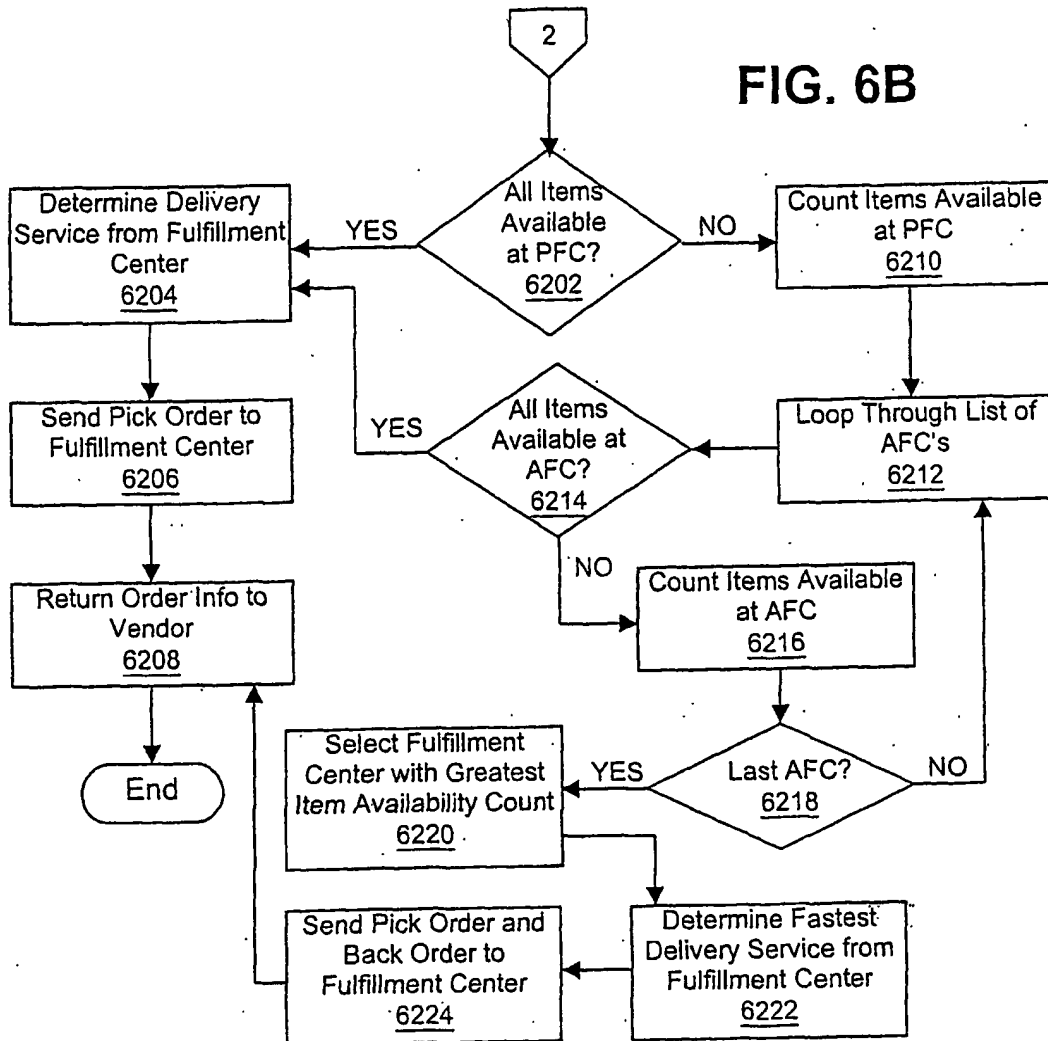 2
FIG. 6B
All Items
Available
at PFC?
6202
YES
NO
Determine Delivery
Service from Fulfillment
Center
6204
Count Items Available
at PFC
6210
Send Pick Order to
Fulfillment Center
6206
YES
All Items
Available at
AFC?
6214
Loop Through List of
AFC's
6212
NO
Return Order Info to
Vendor
6208
Count Items Available
at AFC
6216
End
Select Fulfillment
Center with Greatest
Item Availability Count
6220
YES
Last AFC?
6218
NO
Send Pick Order and
Back Order to
Fulfillment Center
6224
Determine Fastest
Delivery Service from
Fulfillment Center
6222